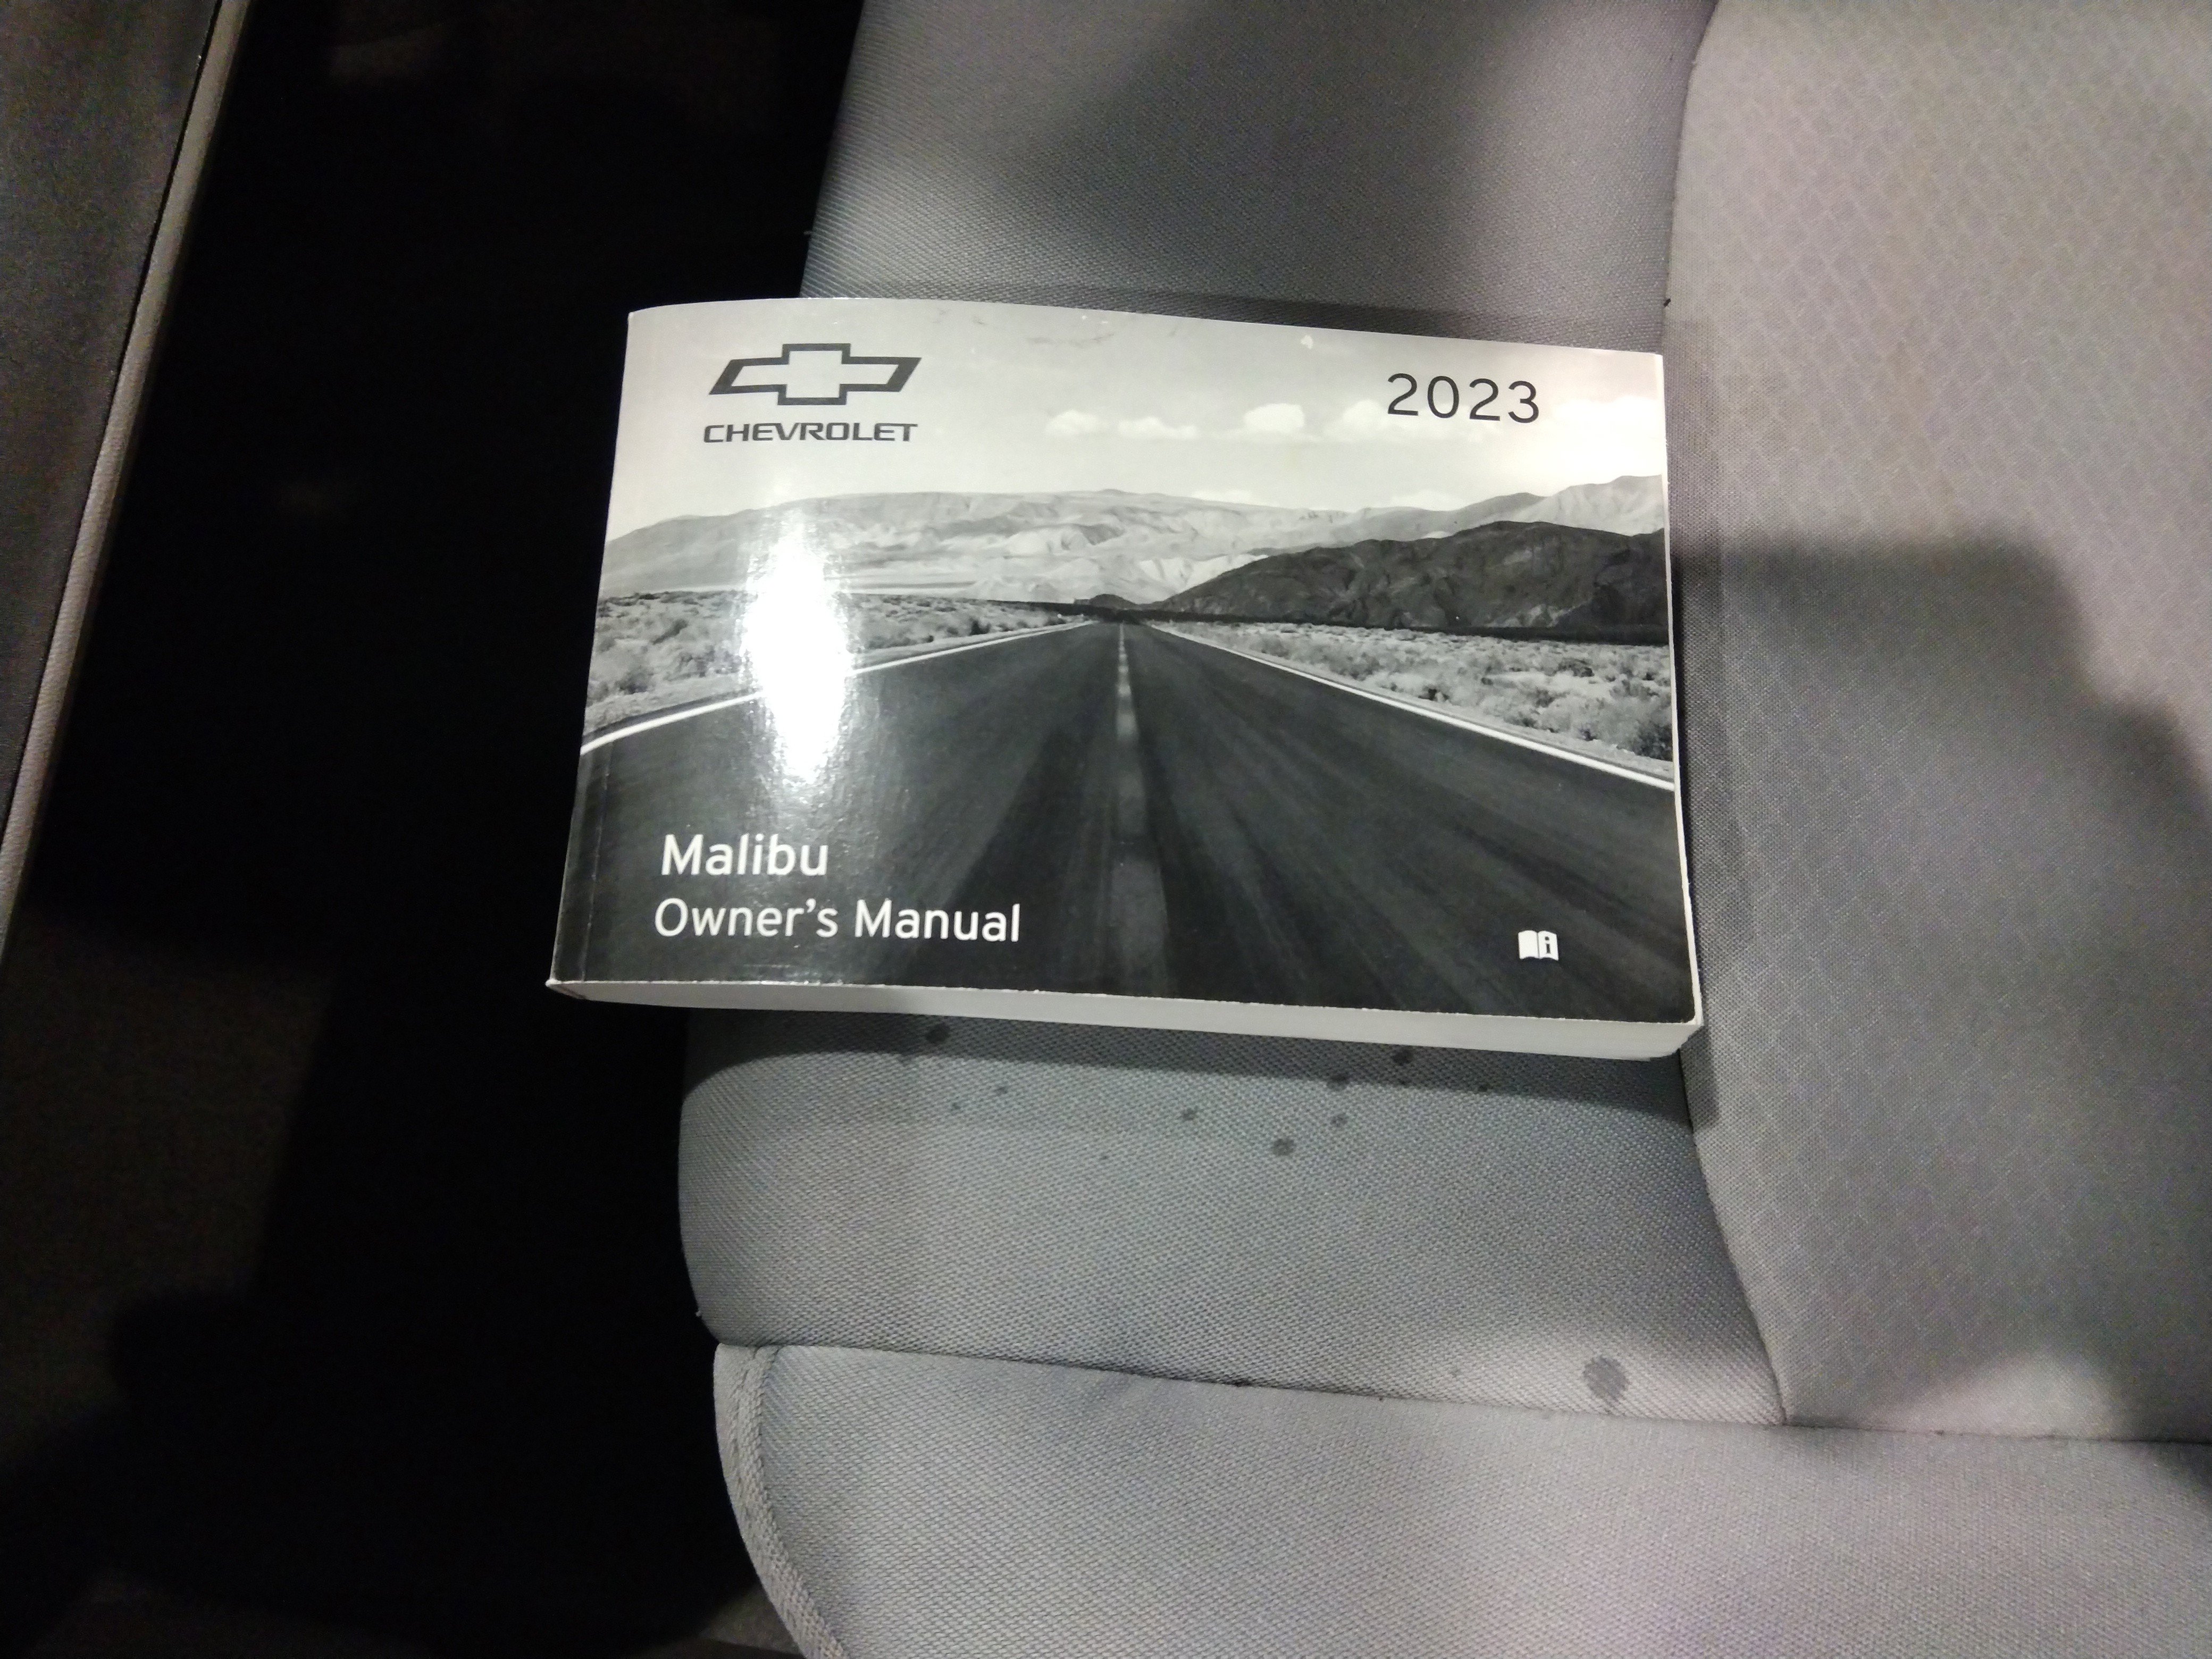 CHEVROLET
2023
Malibu
Owner's Manual
i